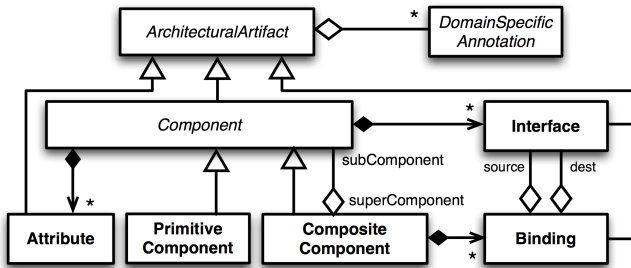 ArchitecturalArtifact
*
DomainSpecific
Annotation
Component
*
Interface
subComponent
source
dest
superComponent
*
Attribute
Primitive
Component
Composite
Component
*
Binding